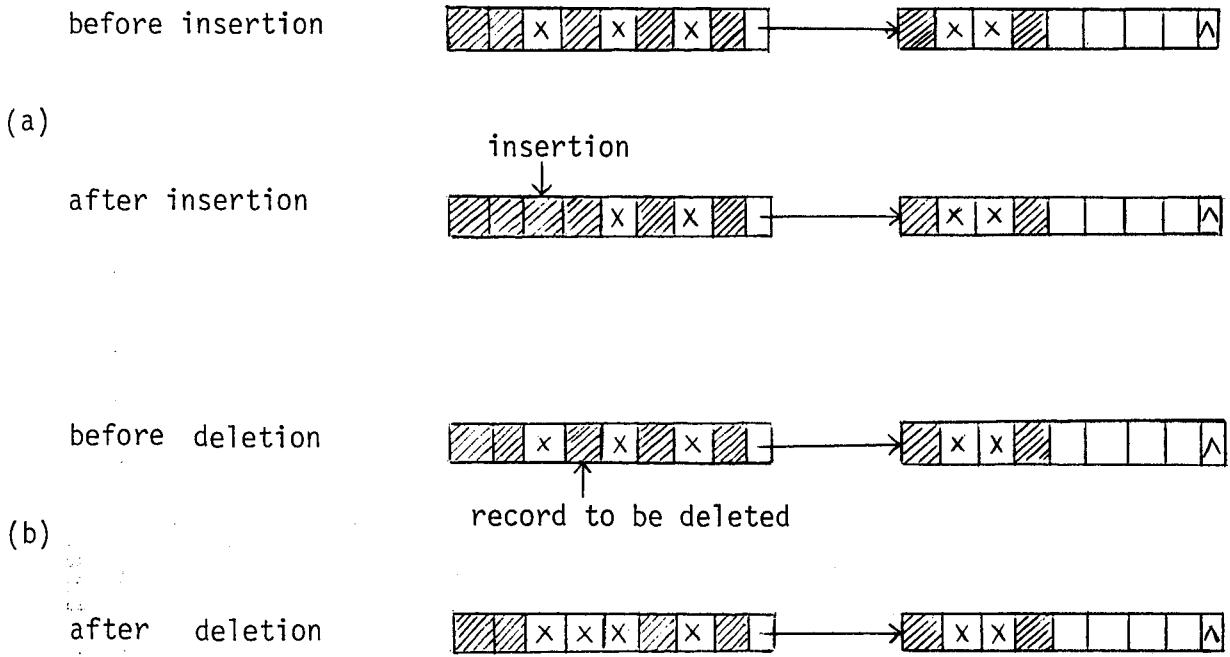 before insertion
X X X
X X
Λ
(a)
insertion
after insertion
X X
X X
Λ
before deletion
X X X
X X
Λ
record to be deleted
(b)
after deletion
X X X X
X X
Λ